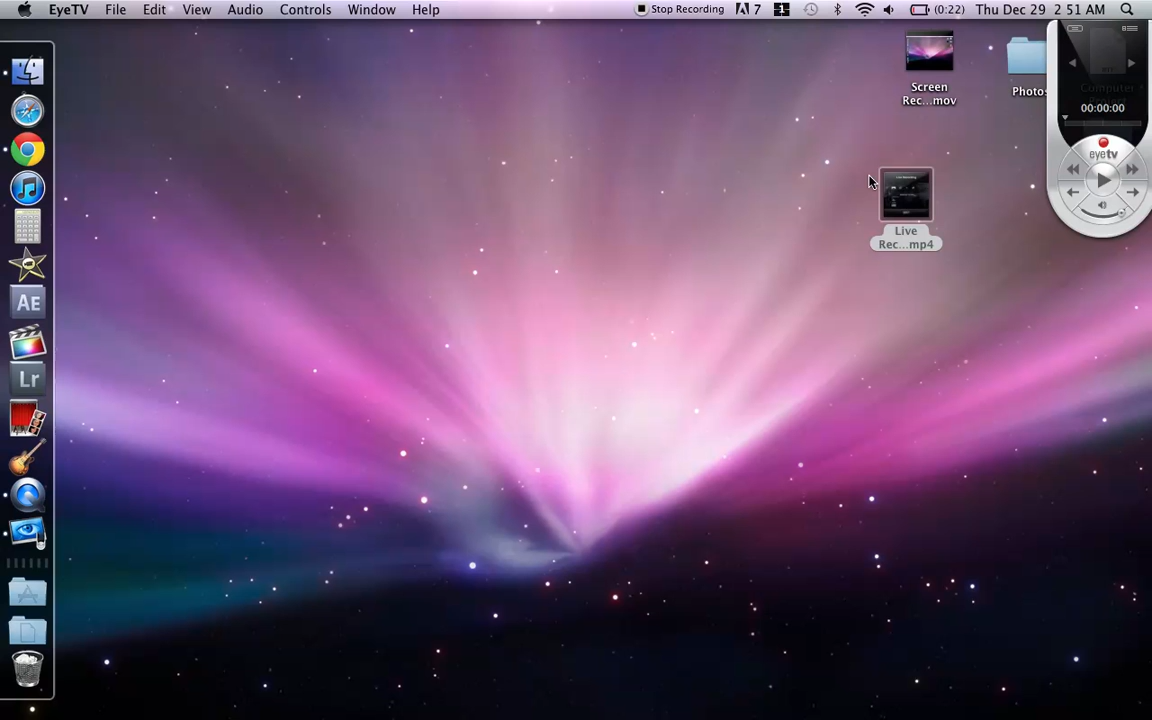 EyeTV File Edit View Audio Controls Window Help Stop Recording 7 1 (0:22) Thu Dec 29 2:51 AM
Screen
Rec...mov
Photos
00:00:00
eyetv
Live
Rec...mp4
AE
Lr